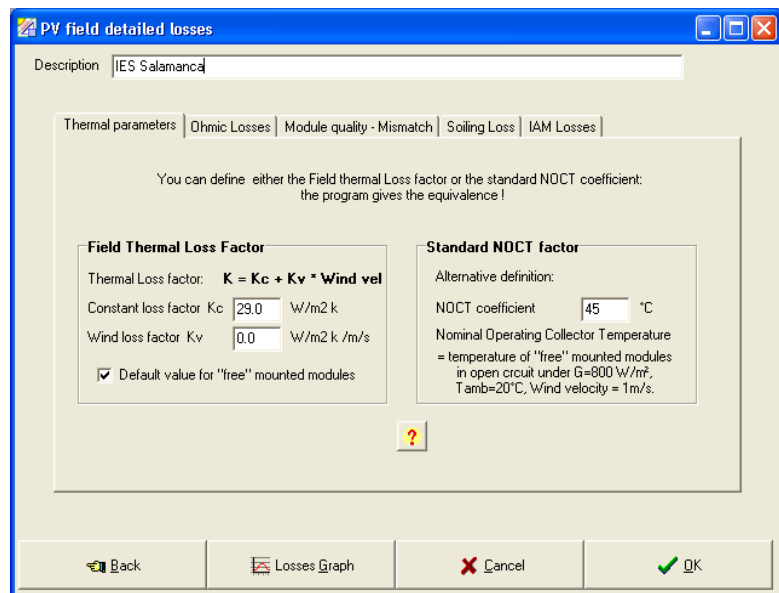 PV field detailed losses
Description IES Salamanca
Thermal parameters Ohmic Losses Module quality - Mismatch Soiling Loss IAM Losses
You can define either the Field thermal Loss factor or the standard NOCT coefficient:
the program gives the equivalence !
Field Thermal Loss Factor
Thermal Loss factor: K = Kc + Kv * Wind vel
Constant loss factor Kc 29.0 W/m2 k
Wind loss factor Kv 0.0 W/m2 k /m/s
Default value for "free" mounted modules
Standard NOCT factor
Alternative definition:
NOCT coefficient 45 °C
Nominal Operating Collector Temperature
= temperature of "free" mounted modules
in open crcuit under G=800 W/m²,
Tamb=20°C, Wind velocity = 1m/s.
?
Back Losses Graph Cancel OK